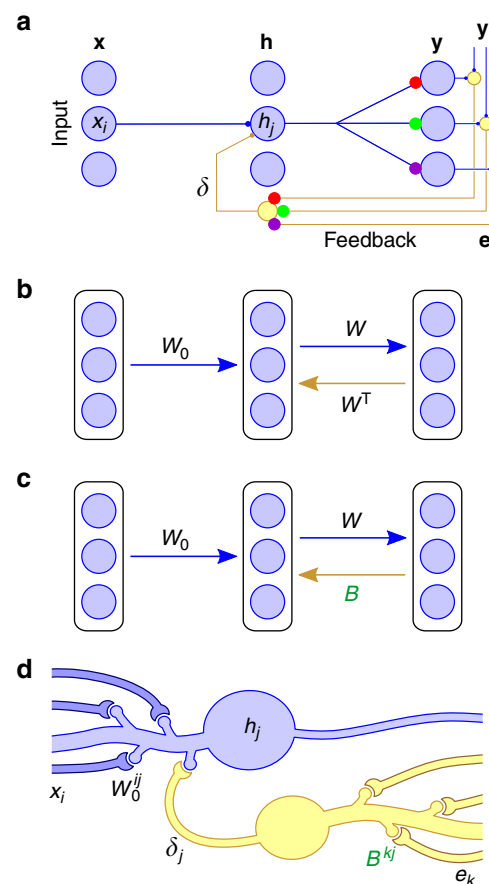 a
x h y y
Input
x_i
h_j
δ
Feedback e
b
W_0 W
W^T
c
W_0 W
B
d
h_j
x_i W_0^{ij}
δ_j
B^{kj}
e_k